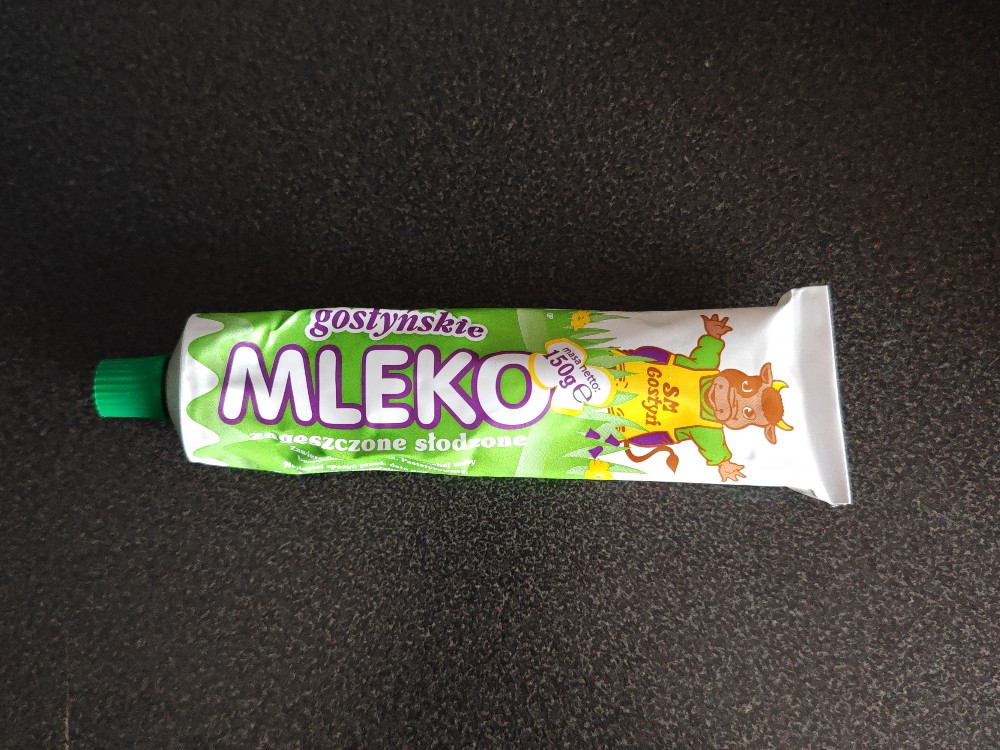 gostyńskie
MLEKO
zagęszczone słodzone
masa netto:
150g e
SM
Gostyń